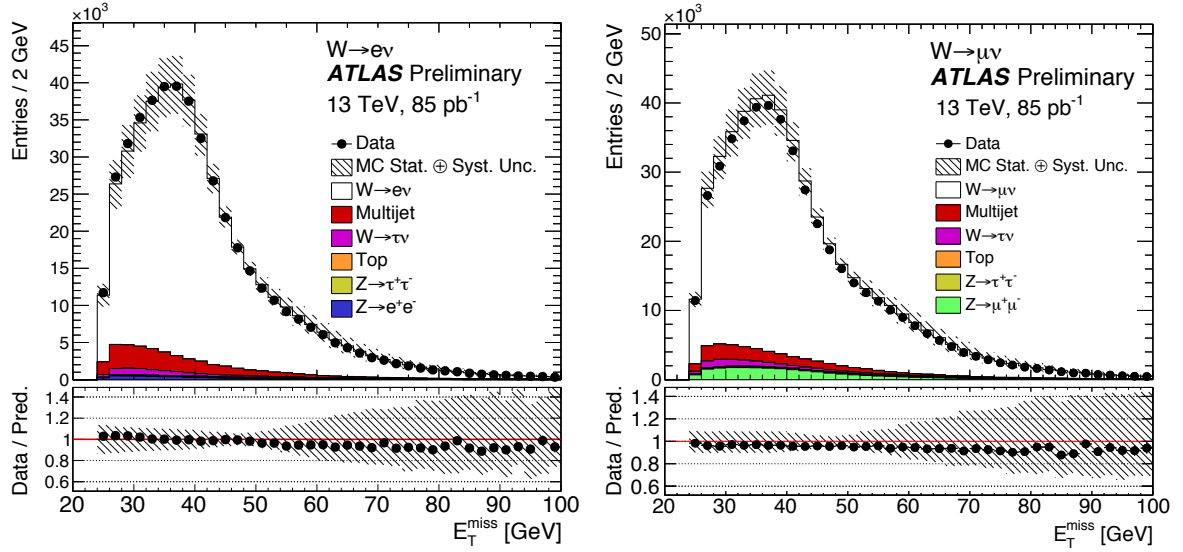 ×10³
W→eν
ATLAS Preliminary
13 TeV, 85 pb⁻¹
Data
MC Stat. ⊕ Syst. Unc.
W→eν
Multijet
W→τν
Top
Z→τ⁺τ⁻
Z→e⁺e⁻
Entries / 2 GeV
45
40
35
30
25
20
15
10
5
0
Data / Pred.
1.4
1.2
1
0.8
0.6
20 30 40 50 60 70 80 90 100
E_T^miss [GeV]
×10³
W→μν
ATLAS Preliminary
13 TeV, 85 pb⁻¹
Data
MC Stat. ⊕ Syst. Unc.
W→μν
Multijet
W→τν
Top
Z→τ⁺τ⁻
Z→μ⁺μ⁻
Entries / 2 GeV
50
40
30
20
10
0
Data / Pred.
1.4
1.2
1
0.8
0.6
20 30 40 50 60 70 80 90 100
E_T^miss [GeV]